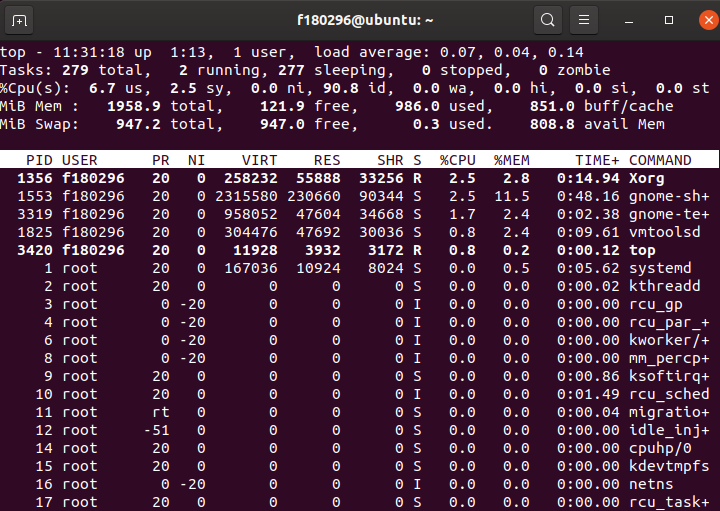 f180296@ubuntu: ~
top - 11:31:18 up  1:13,  1 user,  load average: 0.07, 0.04, 0.14
Tasks: 279 total,   2 running, 277 sleeping,   0 stopped,   0 zombie
%Cpu(s):  6.7 us,  2.5 sy,  0.0 ni, 90.8 id,  0.0 wa,  0.0 hi,  0.0 si,  0.0 st
MiB Mem :   1958.9 total,    121.9 free,    986.0 used,    851.0 buff/cache
MiB Swap:    947.2 total,    947.0 free,      0.3 used.    808.8 avail Mem
PID USER      PR  NI    VIRT    RES    SHR S  %CPU  %MEM     TIME+ COMMAND
1356 f180296   20   0  258232  55888  33256 R   2.5   2.8   0:14.94 Xorg
1553 f180296   20   0 2315580 230660  90344 S   2.5  11.5   0:48.16 gnome-sh+
3319 f180296   20   0  958052  47604  34668 S   1.7   2.4   0:02.38 gnome-te+
1825 f180296   20   0  304476  47692  30036 S   0.8   2.4   0:09.61 vmtoolsd
3420 f180296   20   0   11928   3932   3172 R   0.8   0.2   0:00.12 top
1 root      20   0  167036  10924   8024 S   0.0   0.5   0:05.62 systemd
2 root      20   0       0      0      0 S   0.0   0.0   0:00.02 kthreadd
3 root       0 -20       0      0      0 I   0.0   0.0   0:00.00 rcu_gp
4 root       0 -20       0      0      0 I   0.0   0.0   0:00.00 rcu_par_+
6 root       0 -20       0      0      0 I   0.0   0.0   0:00.00 kworker/+
8 root       0 -20       0      0      0 I   0.0   0.0   0:00.00 mm_percp+
9 root      20   0       0      0      0 S   0.0   0.0   0:00.86 ksoftirq+
10 root      20   0       0      0      0 I   0.0   0.0   0:01.49 rcu_sched
11 root      rt   0       0      0      0 S   0.0   0.0   0:00.04 migratio+
12 root     -51   0       0      0      0 S   0.0   0.0   0:00.00 idle_inj+
14 root      20   0       0      0      0 S   0.0   0.0   0:00.00 cpuhp/0
15 root      20   0       0      0      0 S   0.0   0.0   0:00.00 kdevtmpfs
16 root       0 -20       0      0      0 I   0.0   0.0   0:00.00 netns
17 root      20   0       0      0      0 S   0.0   0.0   0:00.00 rcu_task+